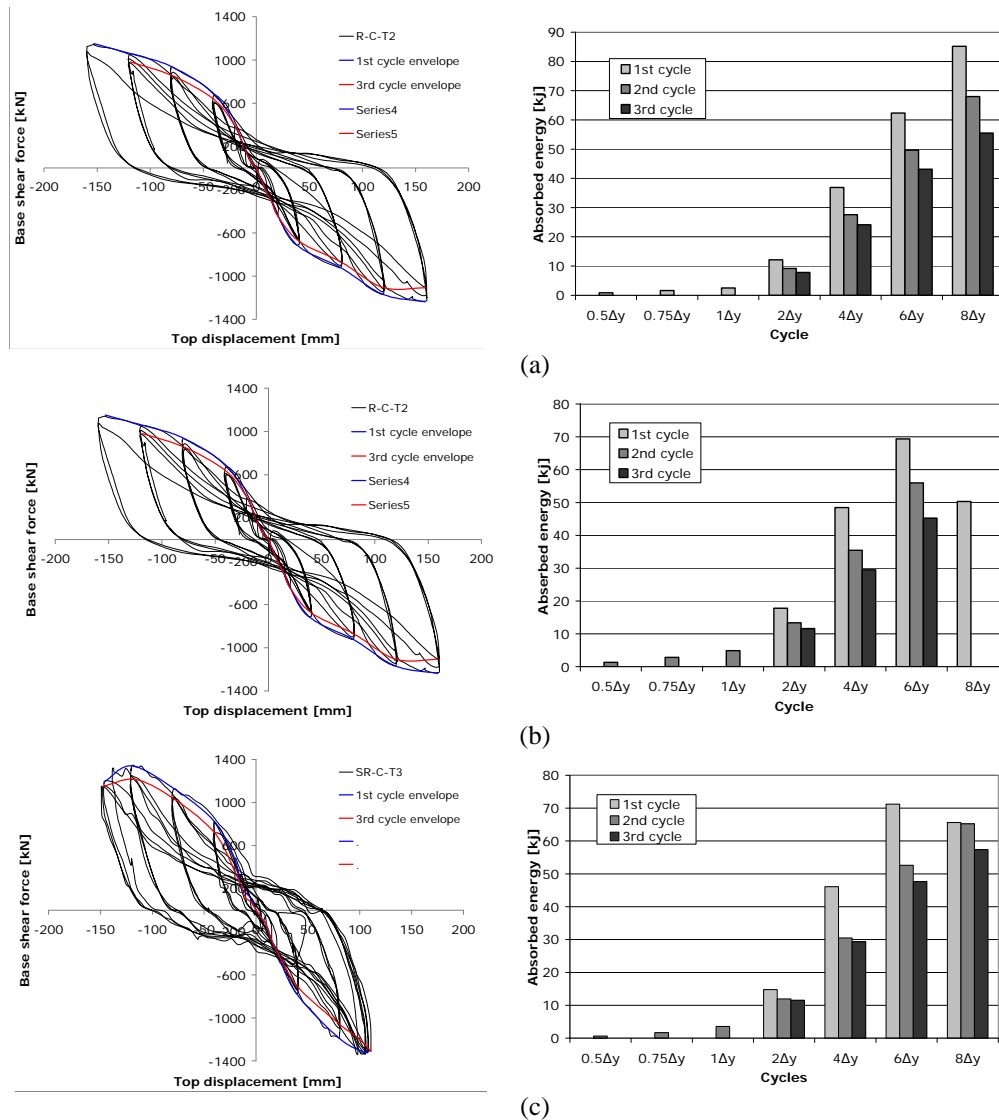 1400
1000
600
200
-200
-600
-1000
-1400
-200 -150 -100 -50 0 50 100 150 200
Base shear force [kN]
Top displacement [mm]
R-C-T2
1st cycle envelope
3rd cycle envelope
Series4
Series5
90
80
70
60
50
40
30
20
10
0
Absorbed energy [kj]
1st cycle
2nd cycle
3rd cycle
0.5Δy 0.75Δy 1Δy 2Δy 4Δy 6Δy 8Δy
Cycle
(a)
1400
1000
600
200
-200
-600
-1000
-1400
-200 -150 -100 -50 0 50 100 150 200
Base shear force [kN]
Top displacement [mm]
R-C-T2
1st cycle envelope
3rd cycle envelope
Series4
Series5
80
70
60
50
40
30
20
10
0
Abserbed energy [kj]
1st cycle
2nd cycle
3rd cycle
0.5Δy 0.75Δy 1Δy 2Δy 4Δy 6Δy 8Δy
Cycle
(b)
1400
1000
600
200
-200
-600
-1000
-1400
-200 -150 -100 -50 0 50 100 150 200
Base shear force [kN]
Top displacement [mm]
SR-C-T3
1st cycle envelope
3rd cycle envelope
.
.
80
70
60
50
40
30
20
10
0
Absorbed energy [kj]
1st cycle
2nd cycle
3rd cycle
0.5Δy 0.75Δy 1Δy 2Δy 4Δy 6Δy 8Δy
Cycles
(c)